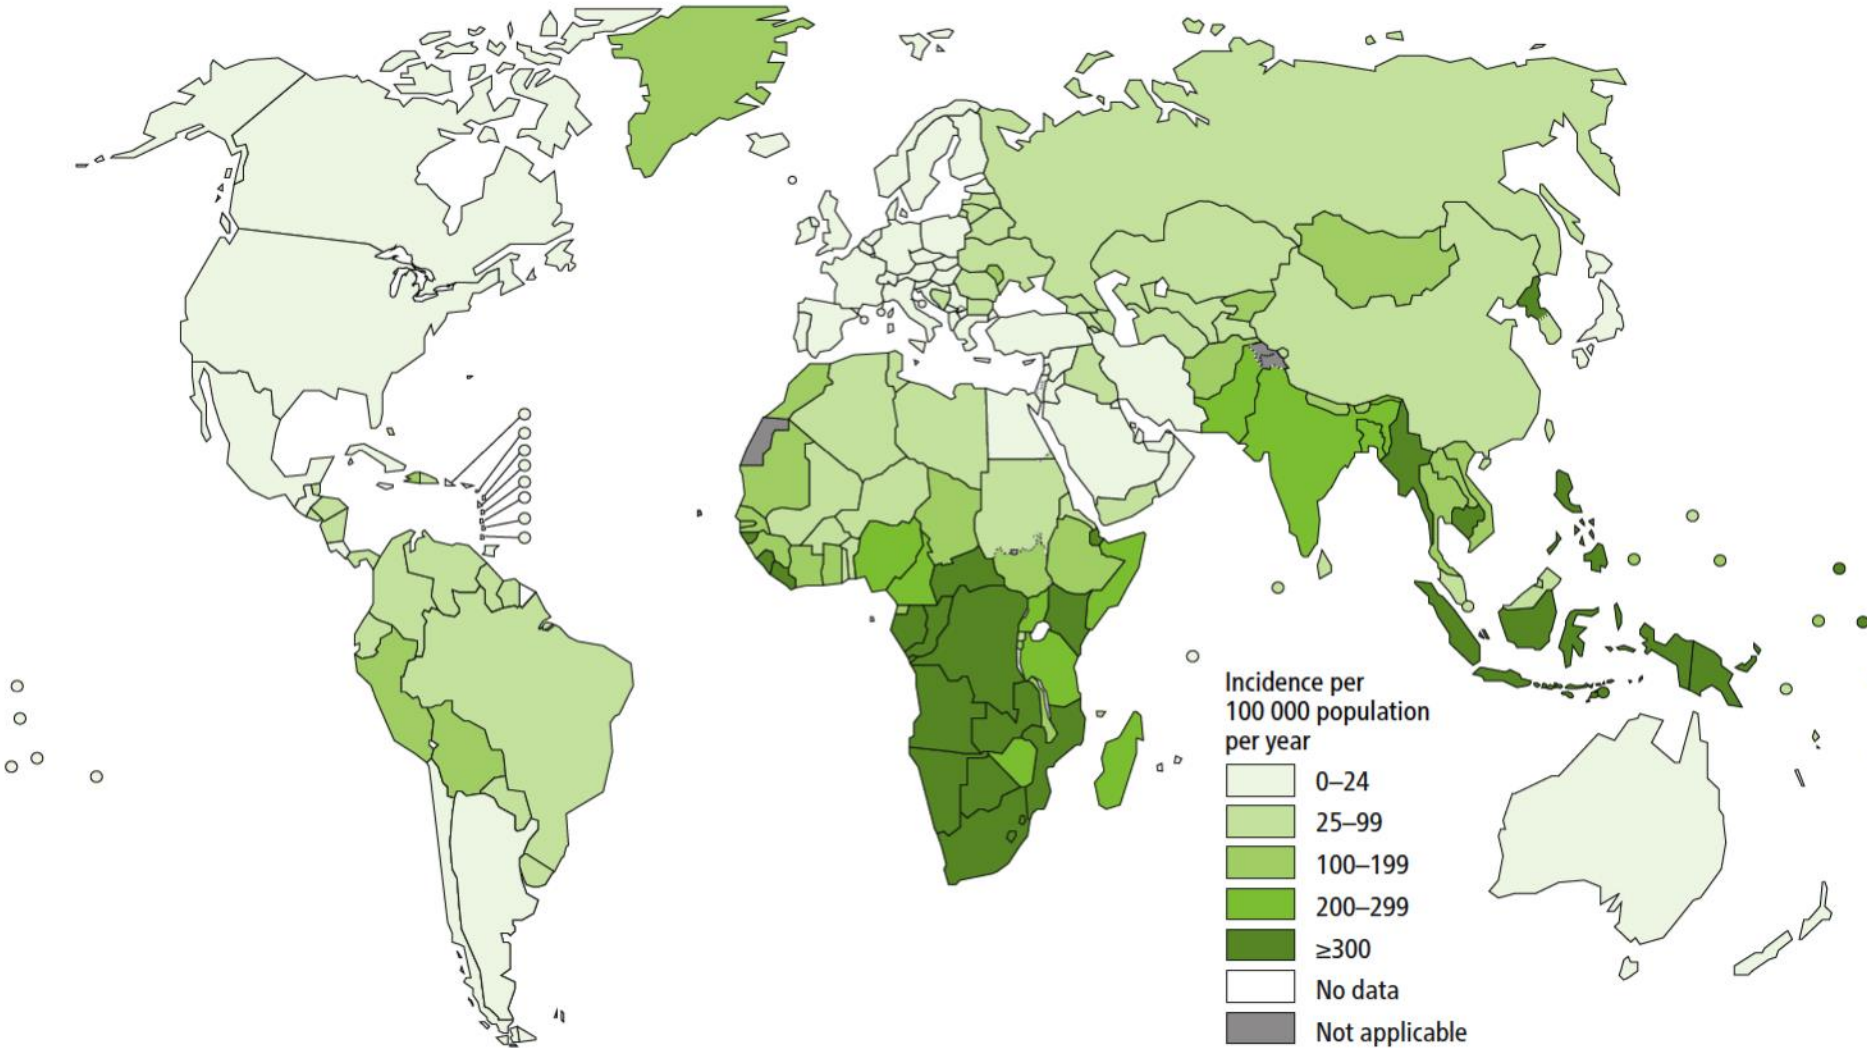 Incidence per
100 000 population
per year
0–24
25–99
100–199
200–299
≥300
No data
Not applicable